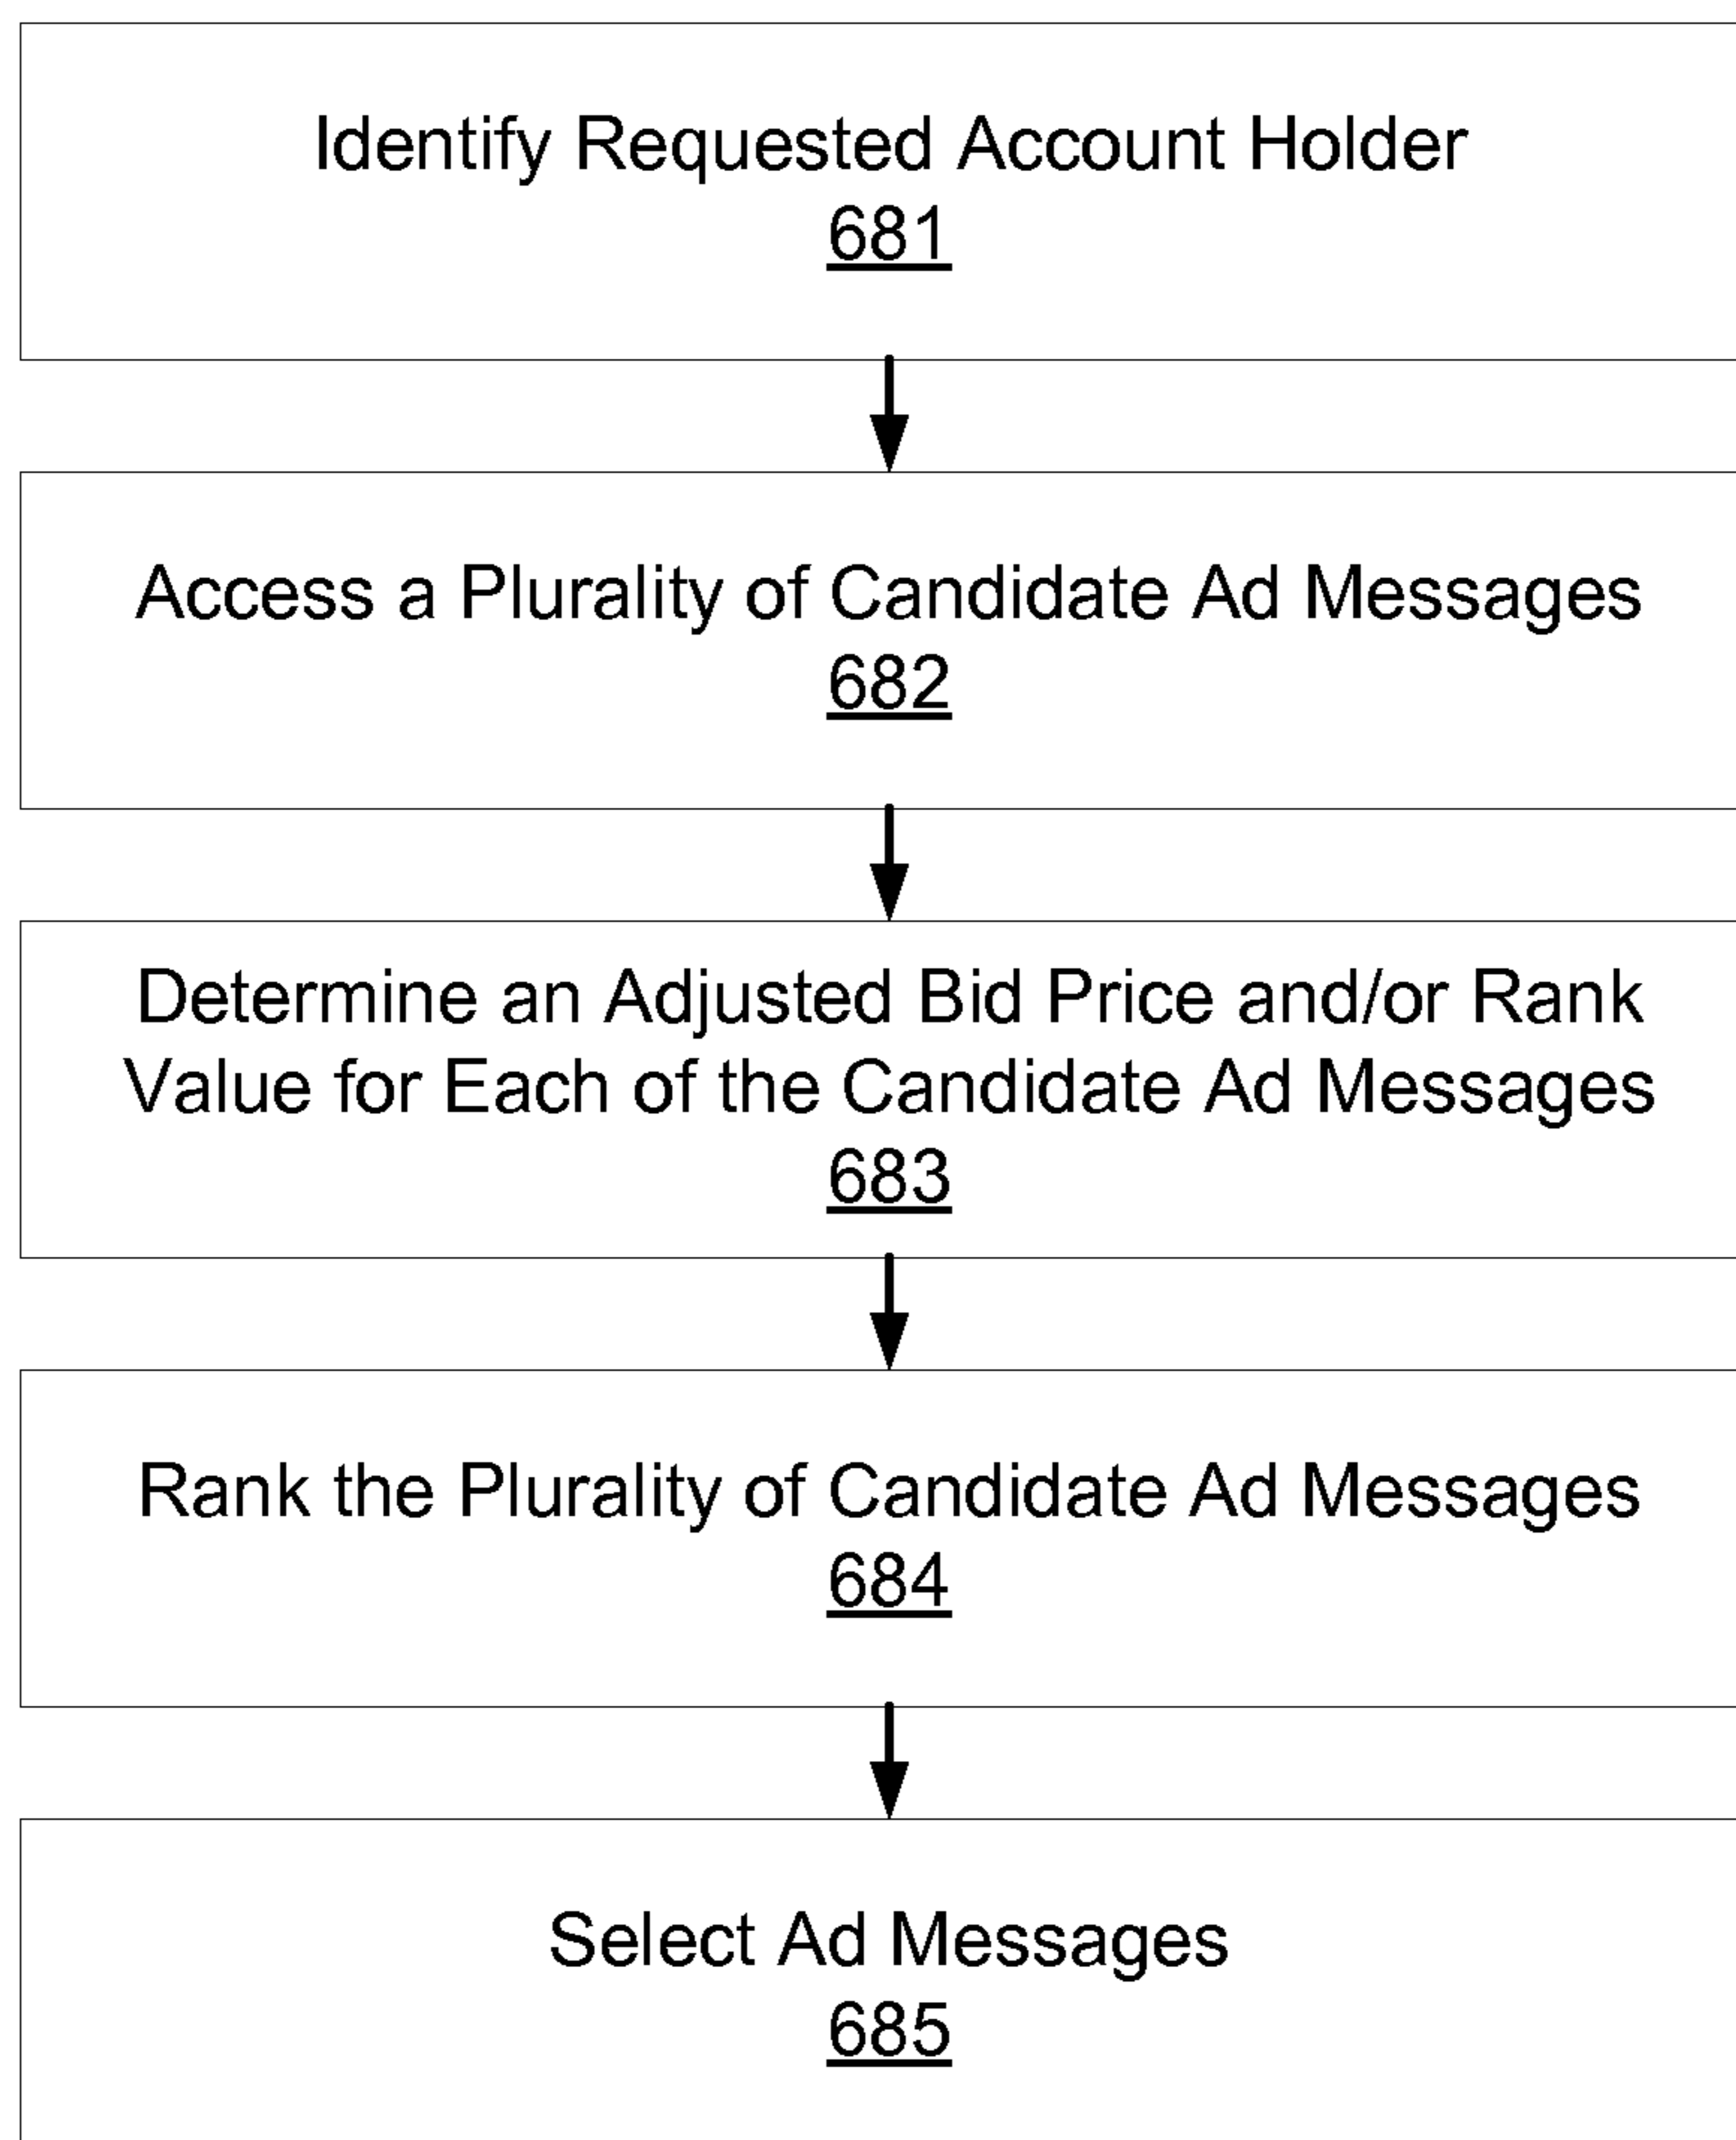 Identify Requested Account Holder
681
Access a Plurality of Candidate Ad Messages
682
Determine an Adjusted Bid Price and/or Rank
Value for Each of the Candidate Ad Messages
683
Rank the Plurality of Candidate Ad Messages
684
Select Ad Messages
685